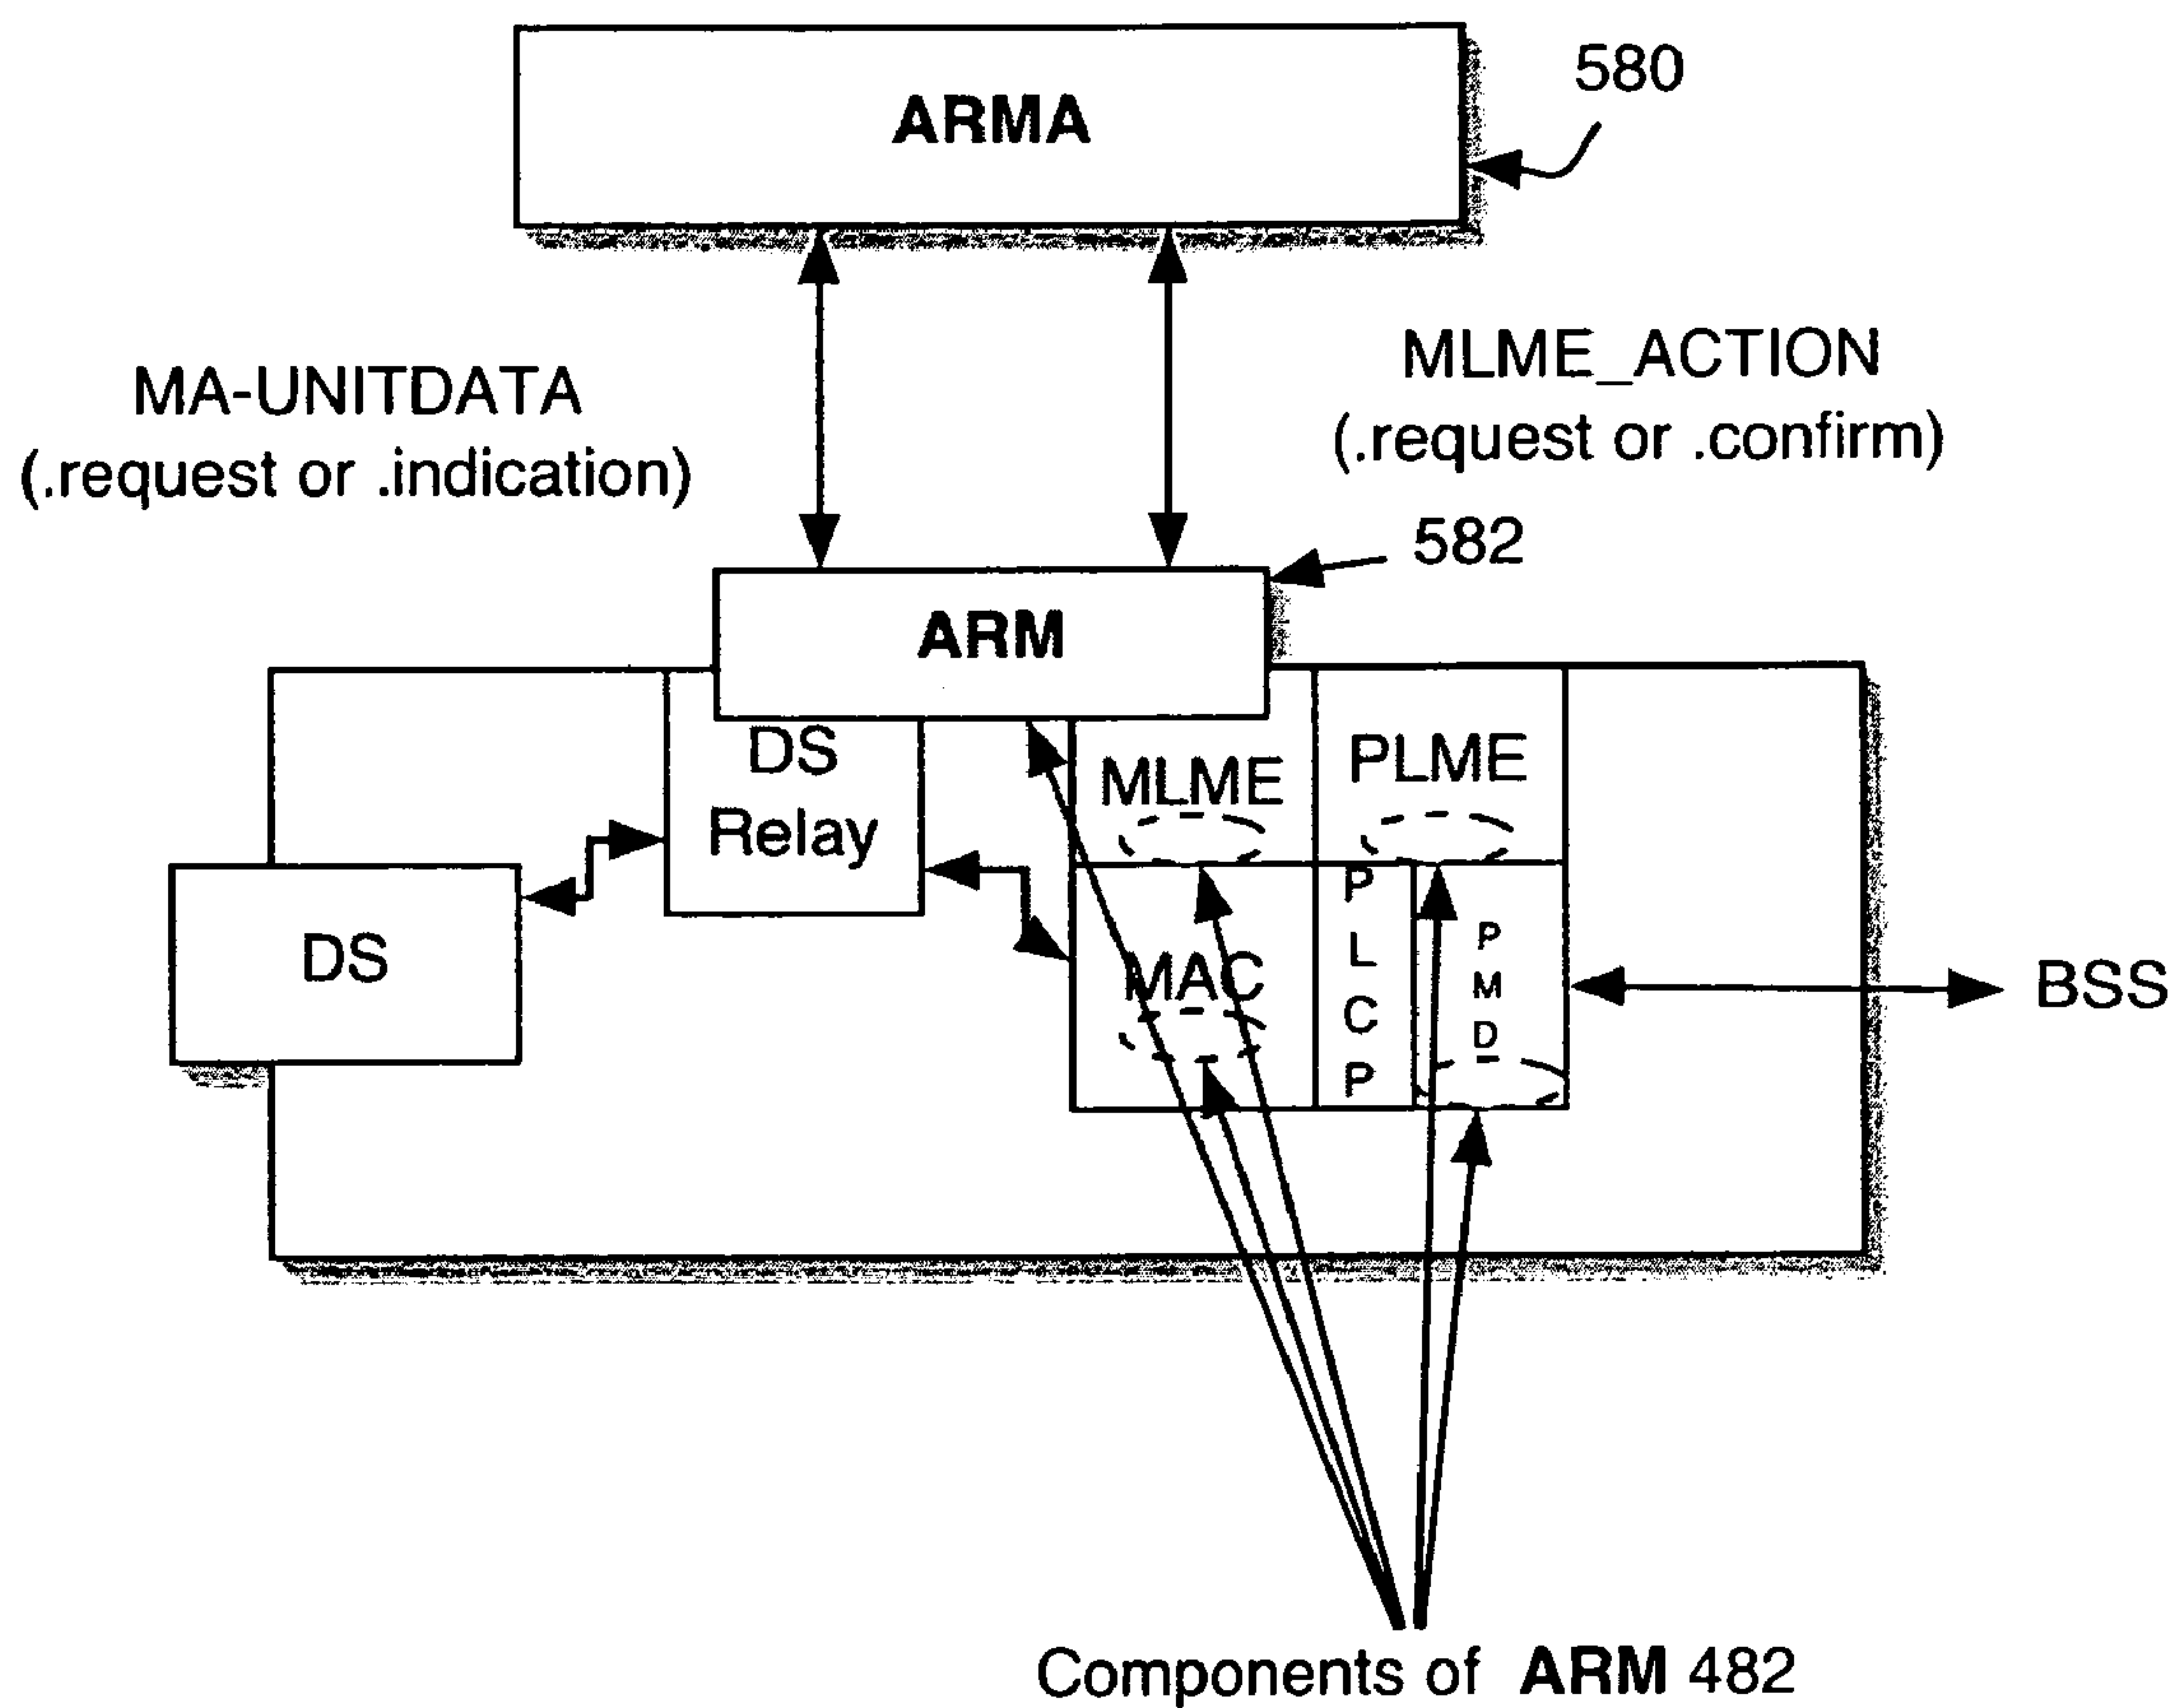 ARMA
580
MA-UNITDATA
(.request or .indication)
MLME_ACTION
(.request or .confirm)
582
ARM
DS
Relay
MLME
PLME
DS
MAC
P
L
C
P
P
M
D
BSS
Components of ARM 482